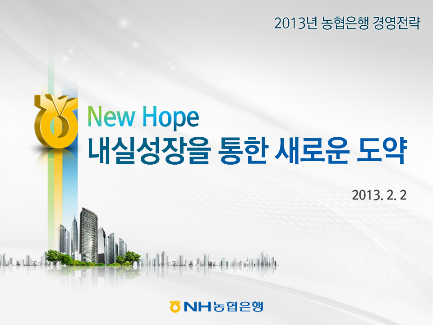 2013년 농협은행 경영전략
New Hope
내실성장을 통한 새로운 도약
2013. 2. 2
NH농협은행